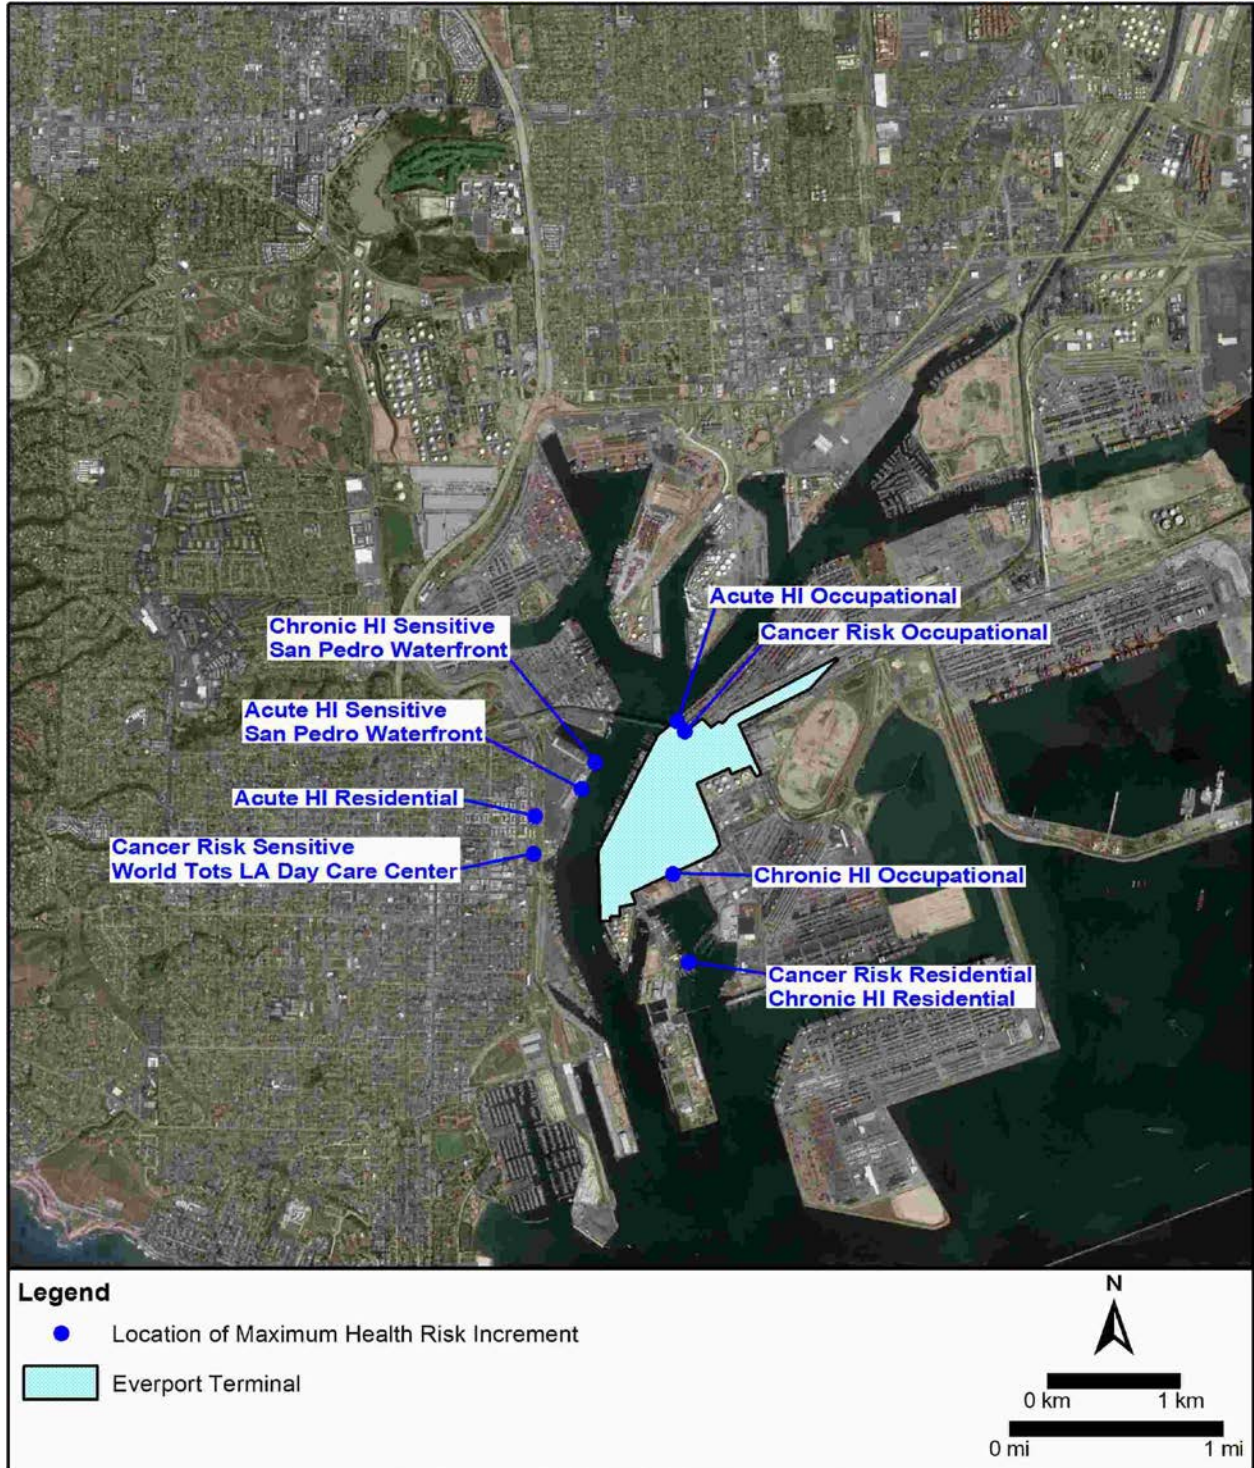 Acute HI Occupational
Cancer Risk Occupational
Chronic HI Sensitive
San Pedro Waterfront
Acute HI Sensitive
San Pedro Waterfront
Acute HI Residential
Cancer Risk Sensitive
World Tots LA Day Care Center
Chronic HI Occupational
Cancer Risk Residential
Chronic HI Residential
Legend
Location of Maximum Health Risk Increment
Everport Terminal
N
0 km 1 km
0 mi 1 mi